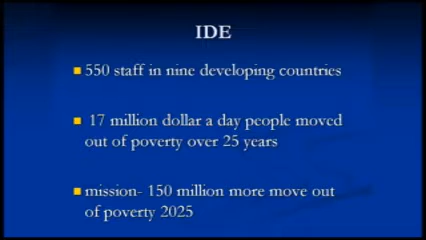 IDE
550 staff in nine developing countries
17 million dollar a day people moved
out of poverty over 25 years
mission- 150 million more move out
of poverty 2025